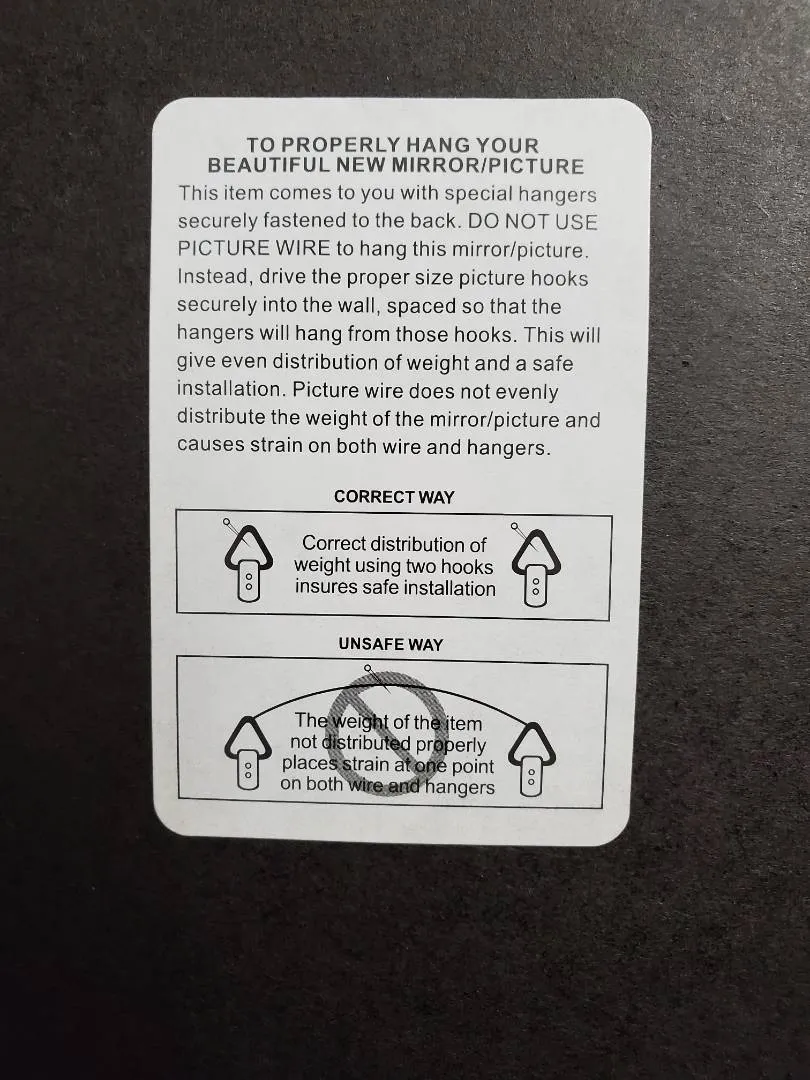 TO PROPERLY HANG YOUR
BEAUTIFUL NEW MIRROR/PICTURE
This item comes to you with special hangers
securely fastened to the back. DO NOT USE
PICTURE WIRE to hang this mirror/picture.
Instead, drive the proper size picture hooks
securely into the wall, spaced so that the
hangers will hang from those hooks. This will
give even distribution of weight and a safe
installation. Picture wire does not evenly
distribute the weight of the mirror/picture and
causes strain on both wire and hangers.
CORRECT WAY
Correct distribution of
weight using two hooks
insures safe installation
UNSAFE WAY
The weight of the item
not distributed properly
places strain at one point
on both wire and hangers